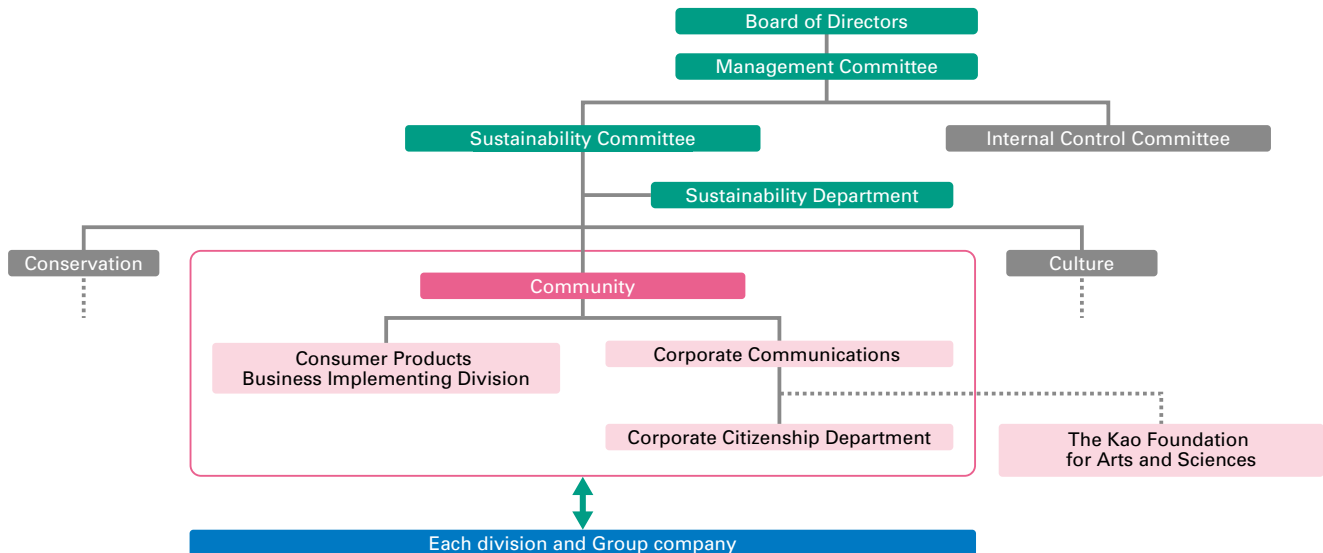 Board of Directors
Management Committee
Sustainability Committee
Internal Control Committee
Sustainability Department
Conservation
Culture
Community
Consumer Products
Business Implementing Division
Corporate Communications
Corporate Citizenship Department
The Kao Foundation
for Arts and Sciences
Each division and Group company